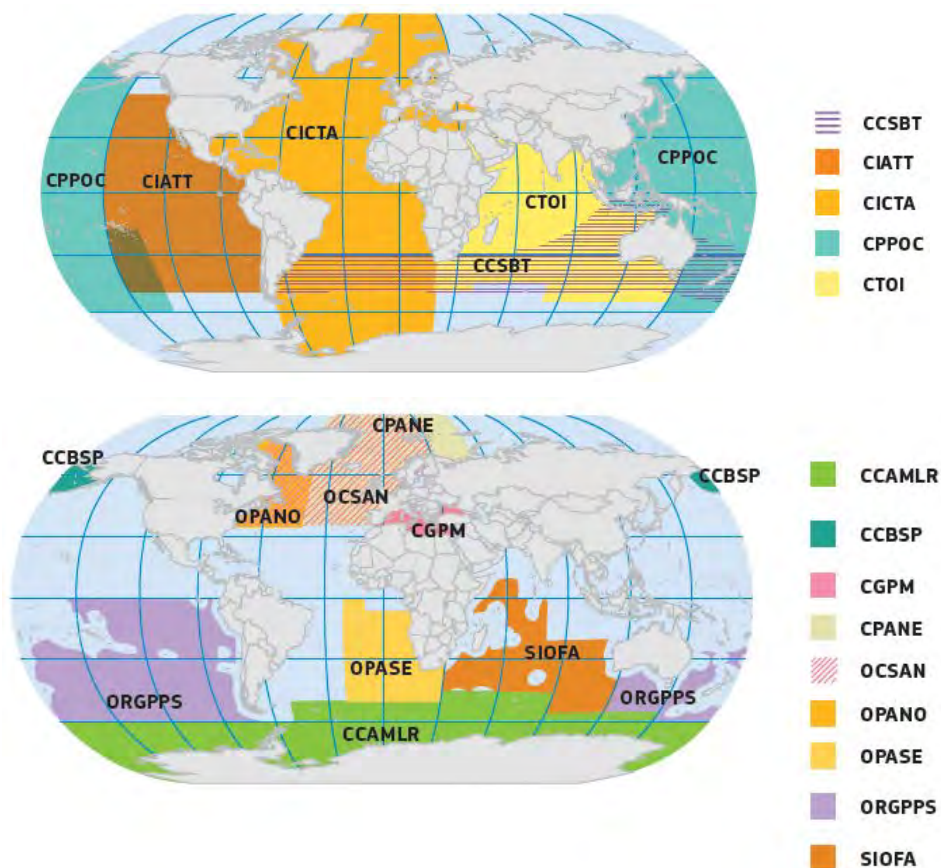 CICTA
CPPOC
CPPOC
CIATT
CTOI
CCSBT
CCSBT
CIATT
CICTA
CPPOC
CTOI
CPANE
CCBSP
CCBSP
OCSAN
OPANO
CGPM
SIOFA
OPASE
ORGPPS
ORGPPS
CCAMLR
CCAMLR
CCBSP
CGPM
CPANE
OCSAN
OPANO
OPASE
ORGPPS
SIOFA